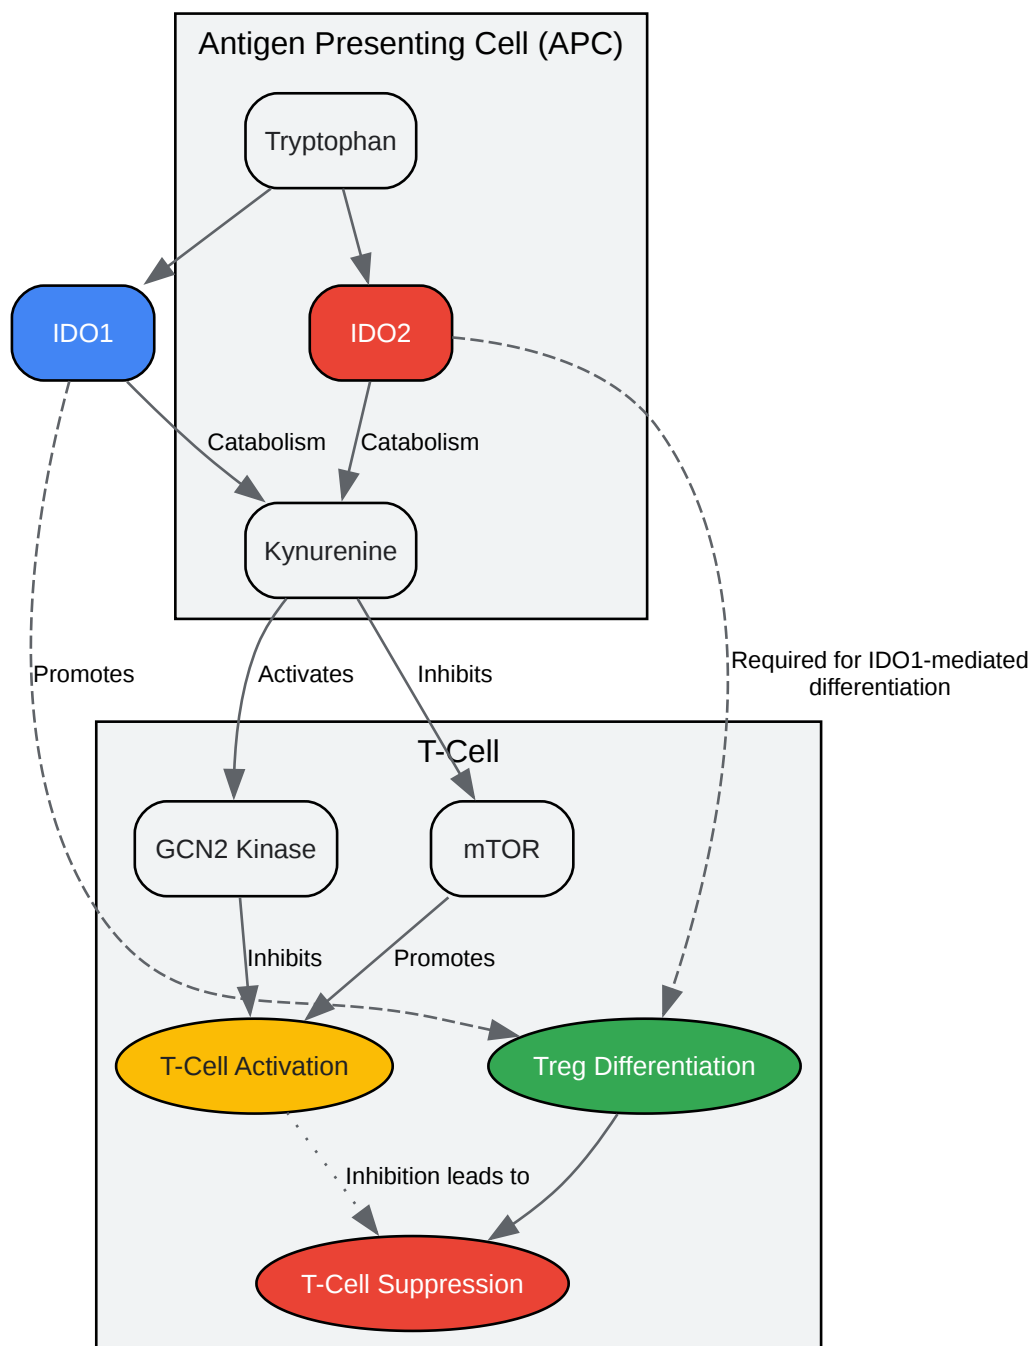 Antigen Presenting Cell (APC)
Tryptophan
IDO1
IDO2
Catabolism
Catabolism
Kynurenine
Promotes
Activates
Inhibits
Required for IDO1-mediated
differentiation
T-Cell
GCN2 Kinase
mTOR
Inhibits
Promotes
T-Cell Activation
Treg Differentiation
Inhibition leads to
T-Cell Suppression